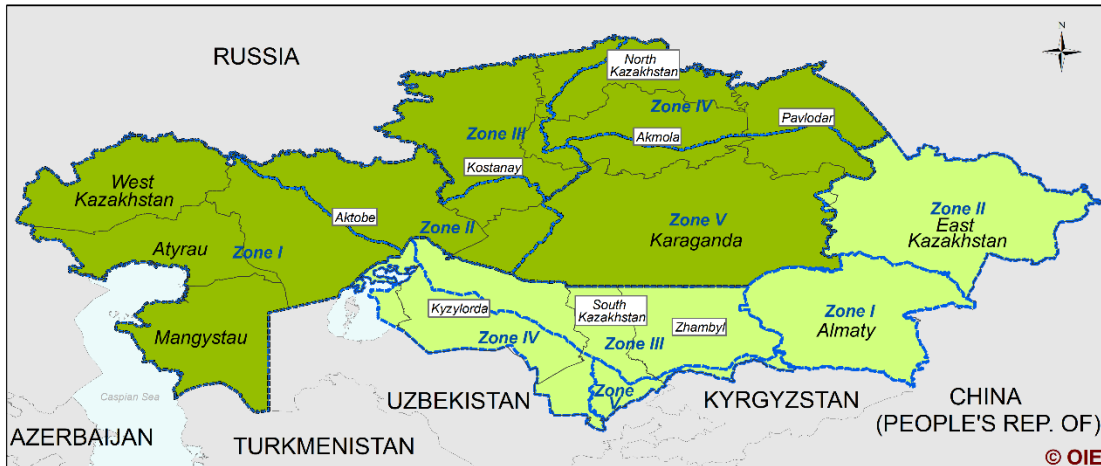 RUSSIA
N
North
Kazakhstan
Zone IV
Pavlodar
Zone III
Akmola
Kostanay
West
Kazakhstan
Aktobe
Zone II
Zone V
Karaganda
Zone II
East
Kazakhstan
Atyrau
Zone I
Mangystau
Kyzylorda
Zone IV
South
Kazakhstan
Zone III
Zhambyl
Zone I
Almaty
Zone
V
Caspian Sea
UZBEKISTAN
KYRGYZSTAN
CHINA
(PEOPLE'S REP. OF)
AZERBAIJAN
TURKMENISTAN
© OIE